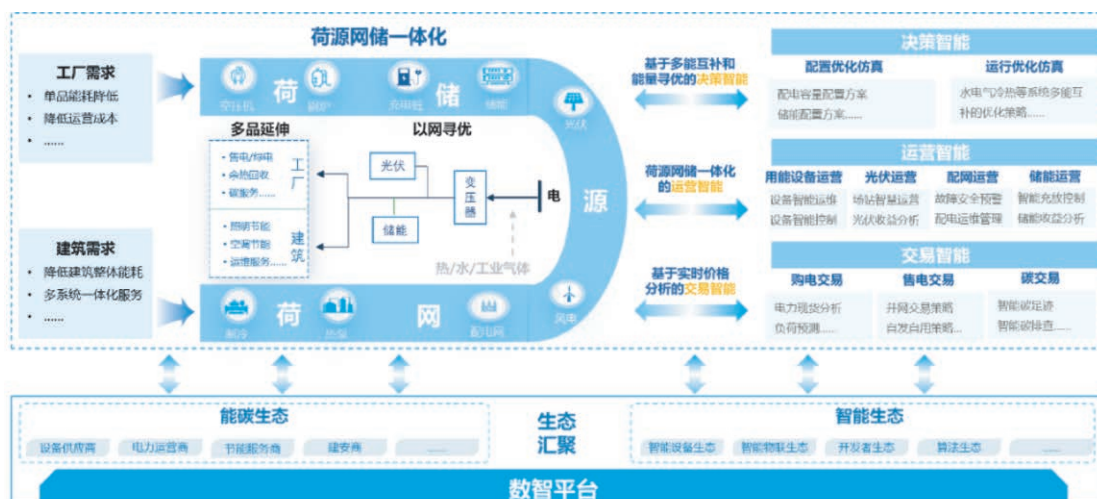 荷源网储一体化
工厂需求
单品能耗降低
降低运营成本
......
建筑需求
降低建筑整体能耗
多系统一体化服务
......
空压机
荷
锅炉
充电桩
储
储能
光伏
源
风电
制冷
荷
热泵
网
配电网
多品延伸
以网寻优
售电/绿电
余热回收
碳服务......
工厂
照明节能
空调节能
运维服务......
建筑
光伏
储能
变压器
电
热/水/工业气体
基于多能互补和
能量寻优的决策智能
荷源网储一体化
的运营智能
基于实时价格
分析的交易智能
决策智能
配置优化仿真
配电容量配置方案
储能配置方案......
运行优化仿真
水电气冷热等系统多能互
补的优化策略......
运营智能
用能设备运营
设备智能运维
设备智能控制
光伏运营
场站智慧运营
光伏收益分析
配网运营
故障安全预警
配电运维管理
储能运营
智能充放控制
储能收益分析
交易智能
购电交易
电力现货分析
负荷预测......
售电交易
并网交易策略
自发自用策略...
碳交易
智能碳足迹
智能碳排查......
能碳生态
设备供应商
电力运营商
节能服务商
建安商
......
生态
汇聚
智能生态
智能设备生态
智能物联生态
开发者生态
算法生态
......
数智平台